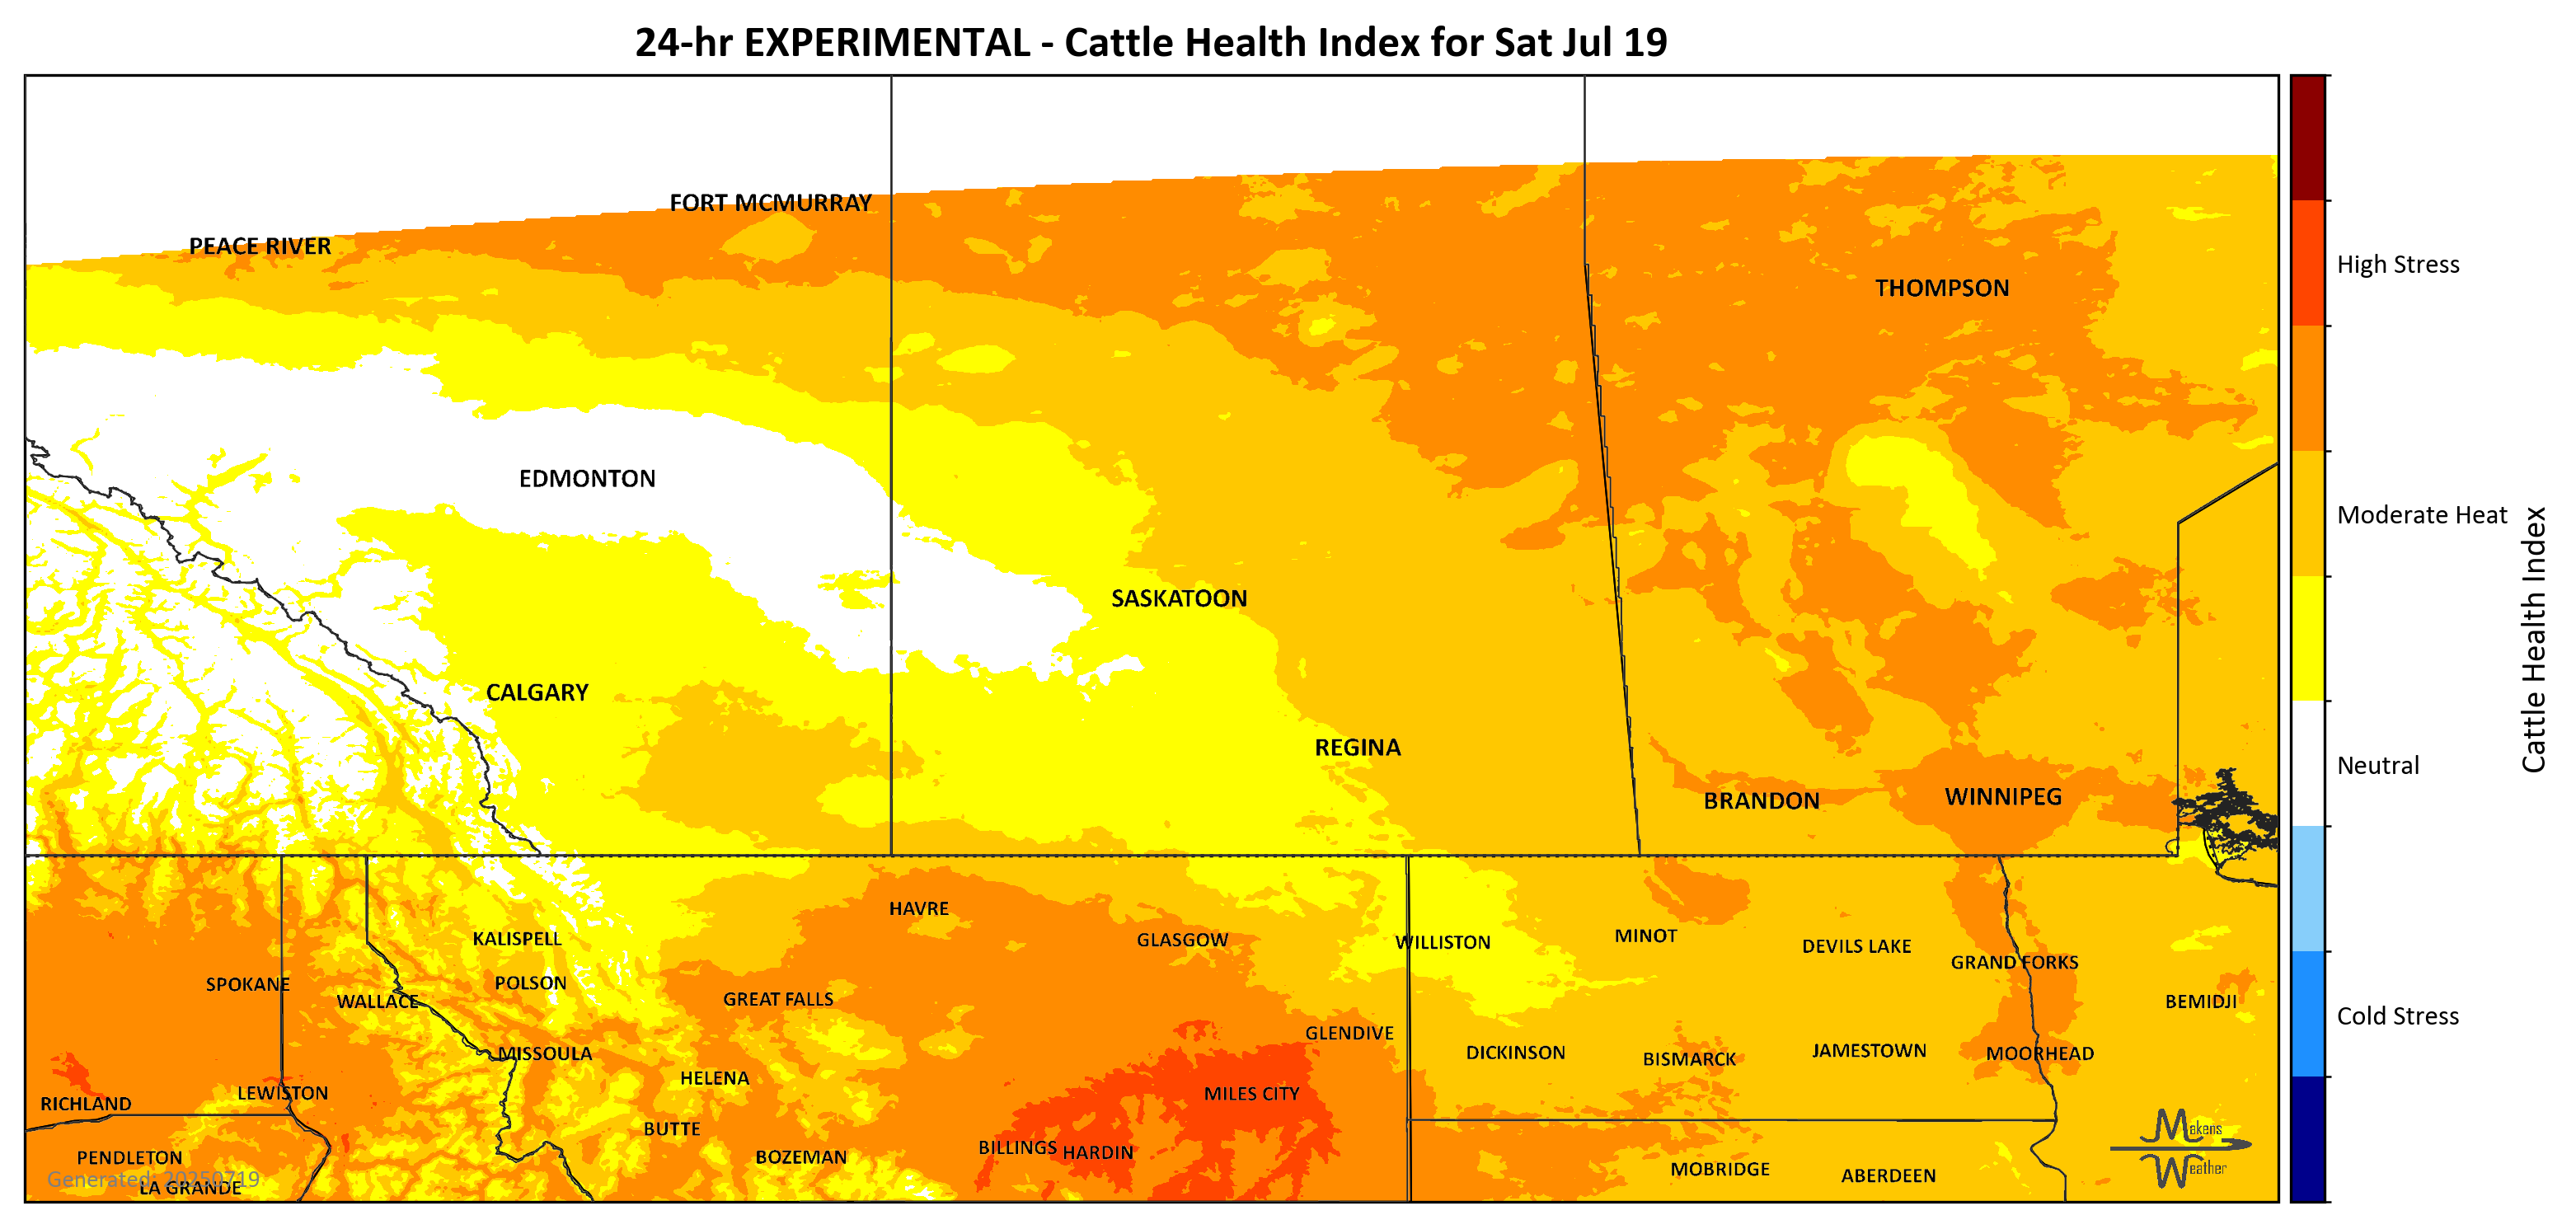 24-hr EXPERIMENTAL - Cattle Health Index for Sat Jul 19
FORT MCMURRAY
PEACE RIVER
High Stress
THOMPSON
EDMONTON
Moderate Heat
SASKATOON
Cattle Health Index
CALGARY
REGINA
Neutral
BRANDON
WINNIPEG
HAVRE
KALISPELL
GLASGOW
WILLISTON
MINOT
DEVILS LAKE
GRAND FORKS
SPOKANE
POLSON
WALLACE
GREAT FALLS
BEMIDJI
Cold Stress
GLENDIVE
MISSOULA
DICKINSON
BISMARCK
JAMESTOWN
MOORHEAD
HELENA
LEWISTON
MILES CITY
RICHLAND
BUTTE
Makens
Weather
BILLINGS
HARDIN
PENDLETON
BOZEMAN
MOBRIDGE
ABERDEEN
Generated: 20250719
LA GRANDE